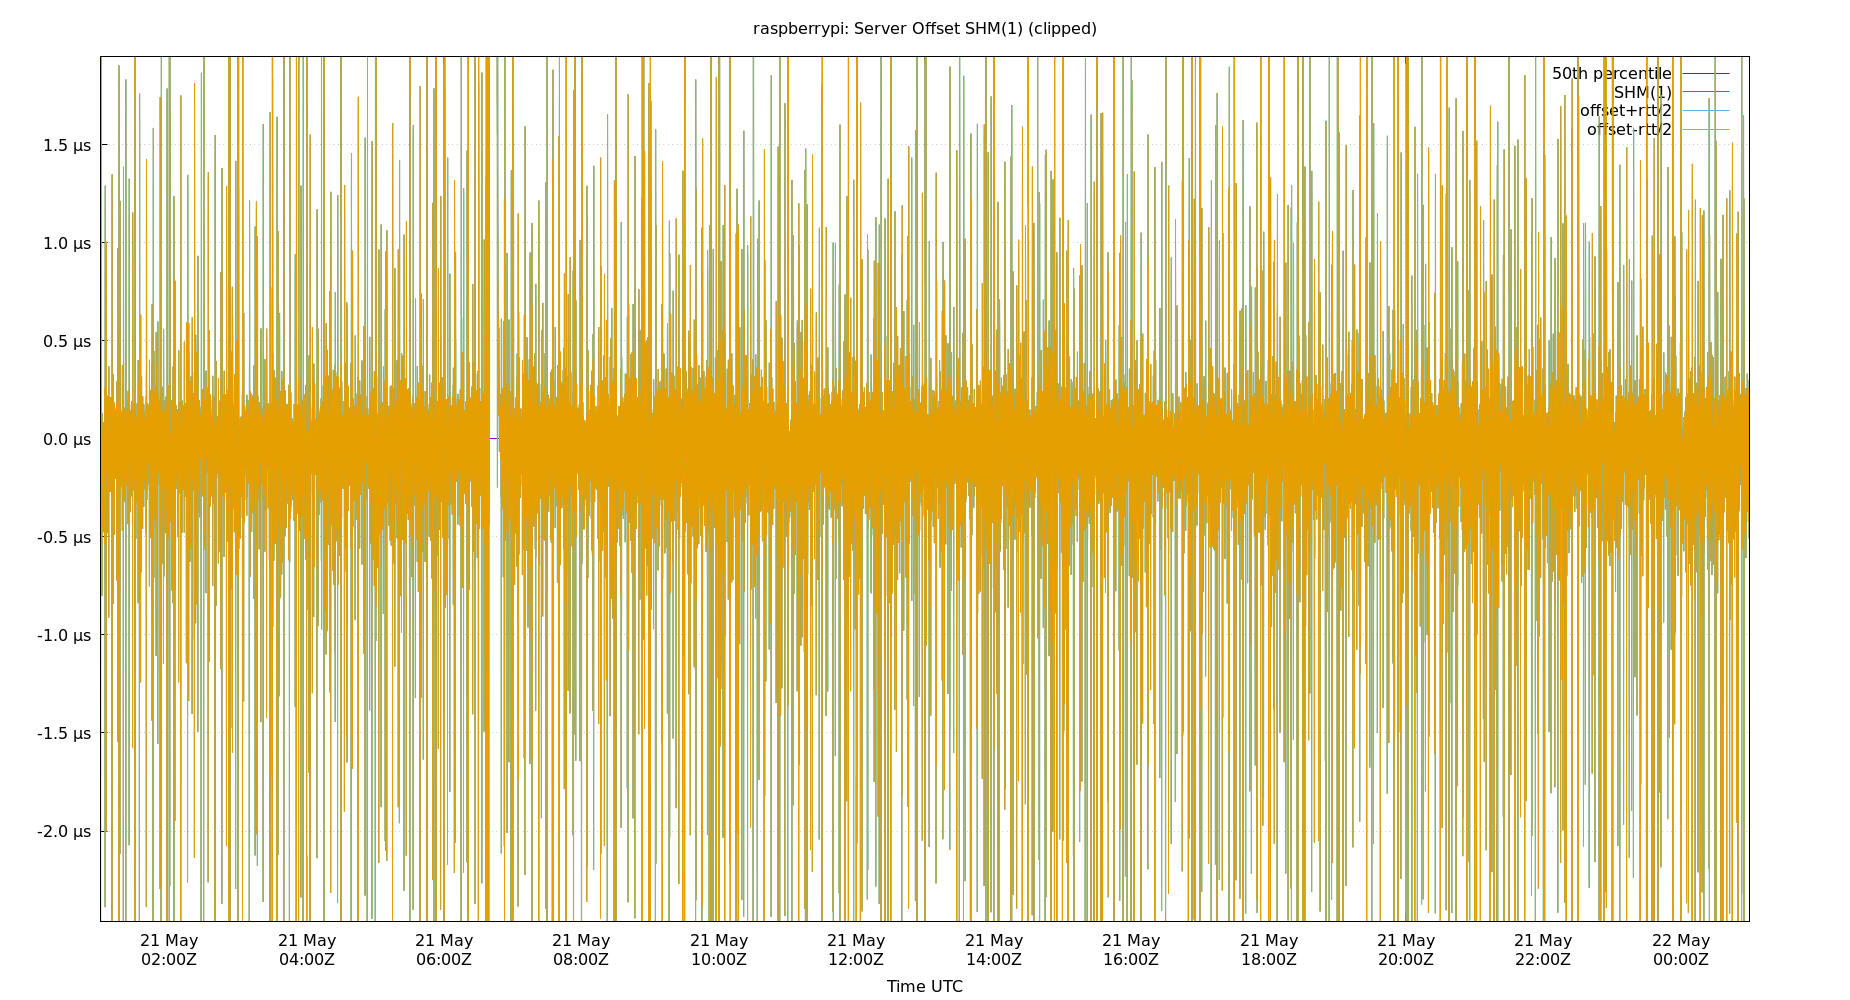 raspberrypi: Server Offset SHM(1) (clipped)
50th percentile
SHM(1)
offset+rtt/2
offset-rtt/2
1.5 µs
1.0 µs
0.5 µs
0.0 µs
-0.5 µs
-1.0 µs
-1.5 µs
-2.0 µs
21 May 21 May 21 May 21 May 21 May 21 May 21 May 21 May 21 May 21 May 21 May 22 May
02:00Z 04:00Z 06:00Z 08:00Z 10:00Z 12:00Z 14:00Z 16:00Z 18:00Z 20:00Z 22:00Z 00:00Z
Time UTC